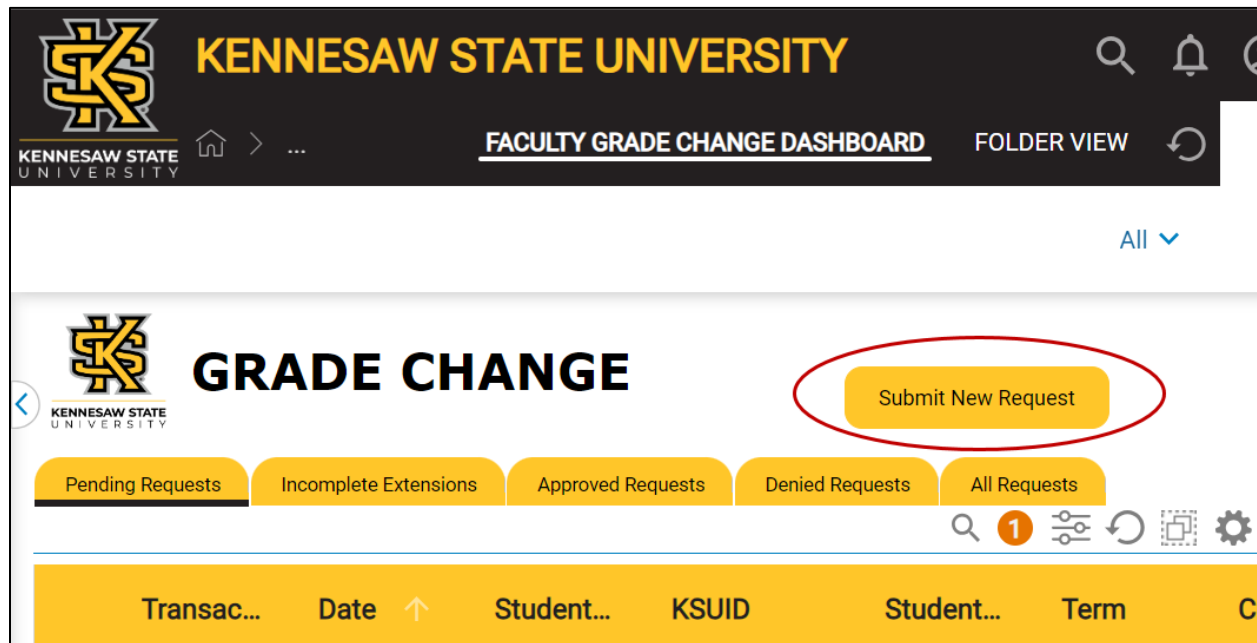 KENNESAW STATE UNIVERSITY
KENNESAW STATE
UNIVERSITY
...
FACULTY GRADE CHANGE DASHBOARD
FOLDER VIEW
All
KENNESAW STATE
UNIVERSITY
GRADE CHANGE
Submit New Request
Pending Requests
Incomplete Extensions
Approved Requests
Denied Requests
All Requests
1
Transac...
Date
Student...
KSUID
Student...
Term
C